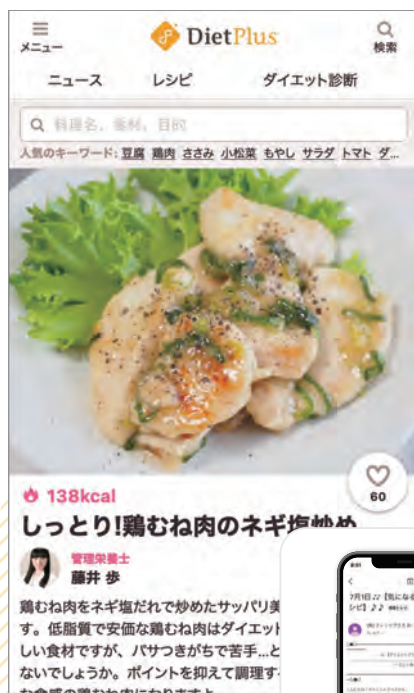 メニュー
DietPlus
検索
ニュース レシピ ダイエット診断
料理名、食材、目的
人気のキーワード: 豆腐 鶏肉 ささみ 小松菜 もやし サラダ トマト ダ...
60
138kcal
しっとり!鶏むね肉のネギ塩炒め
管理栄養士
藤井 歩
鶏むね肉をネギ塩だれで炒めたサッパリ美
す。低脂質で安価な鶏むね肉はダイエット
しい食材ですが、パサつきがちで苦手...と
ないでしょうか。ポイントを抑えて調理す